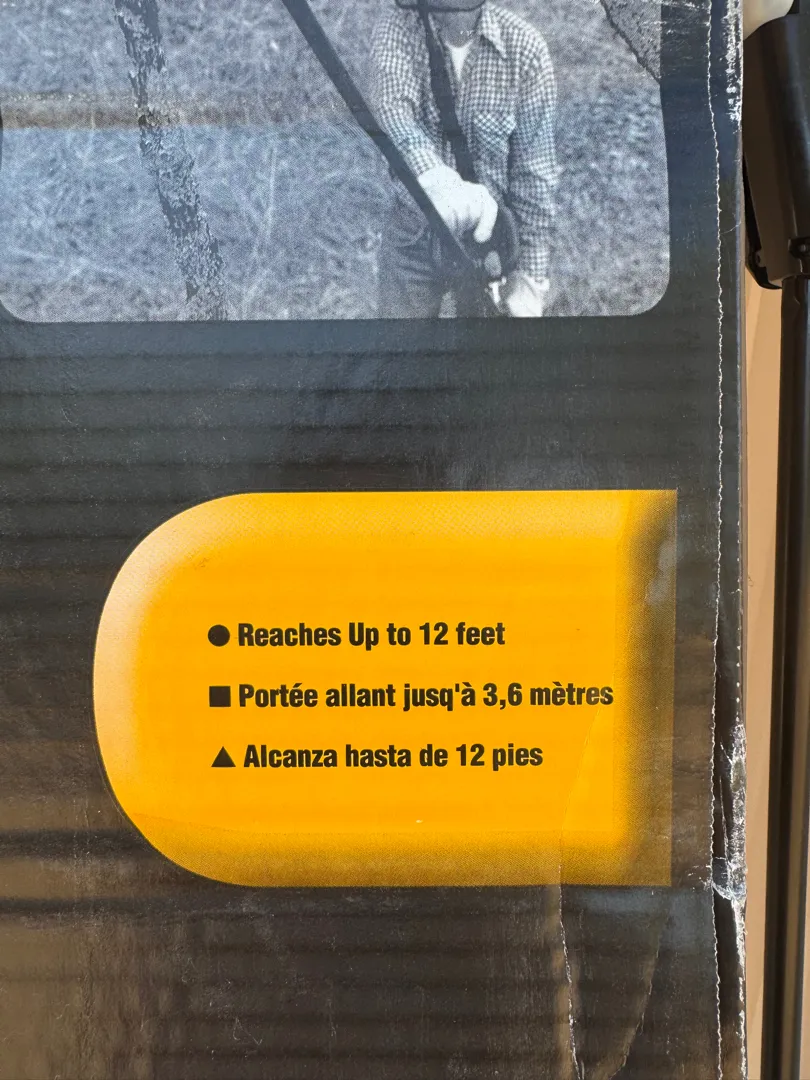 ● Reaches Up to 12 feet
■ Portée allant jusq'à 3,6 mètres
▲ Alcanza hasta de 12 pies